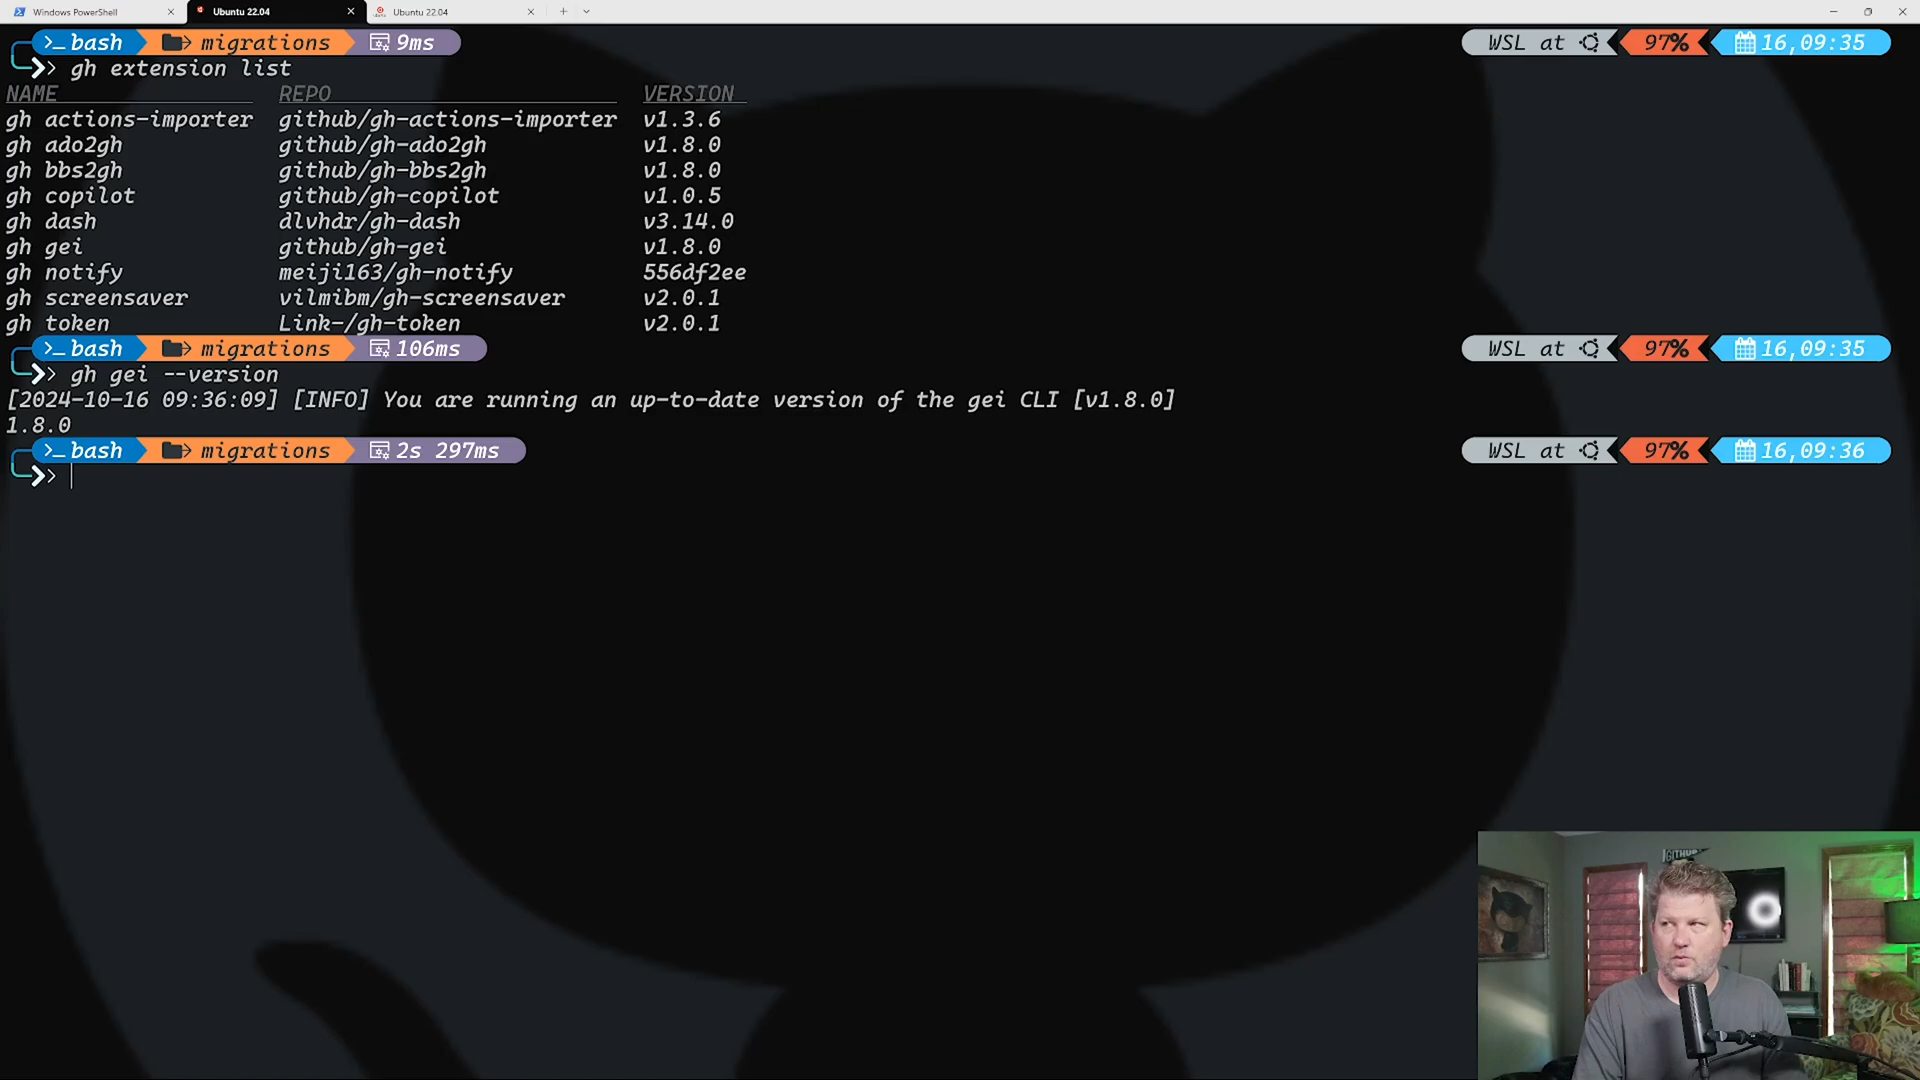 Windows PowerShell
Ubuntu 22.04
Ubuntu 22.04
>_ bash migrations 9ms WSL at 97% 16,09:35
gh extension list
NAME REPO VERSION
gh actions-importer github/gh-actions-importer v1.3.6
gh ado2gh github/gh-ado2gh v1.8.0
gh bbs2gh github/gh-bbs2gh v1.8.0
gh copilot github/gh-copilot v1.0.5
gh dash dlvhdr/gh-dash v3.14.0
gh gei github/gh-gei v1.8.0
gh notify meiji163/gh-notify 556df2ee
gh screensaver vilmibm/gh-screensaver v2.0.1
gh token Link-/gh-token v2.0.1
>_ bash migrations 106ms WSL at 97% 16,09:35
gh gei --version
[2024-10-16 09:36:09] [INFO] You are running an up-to-date version of the gei CLI [v1.8.0]
1.8.0
>_ bash migrations 2s 297ms WSL at 97% 16,09:36
GITHUB